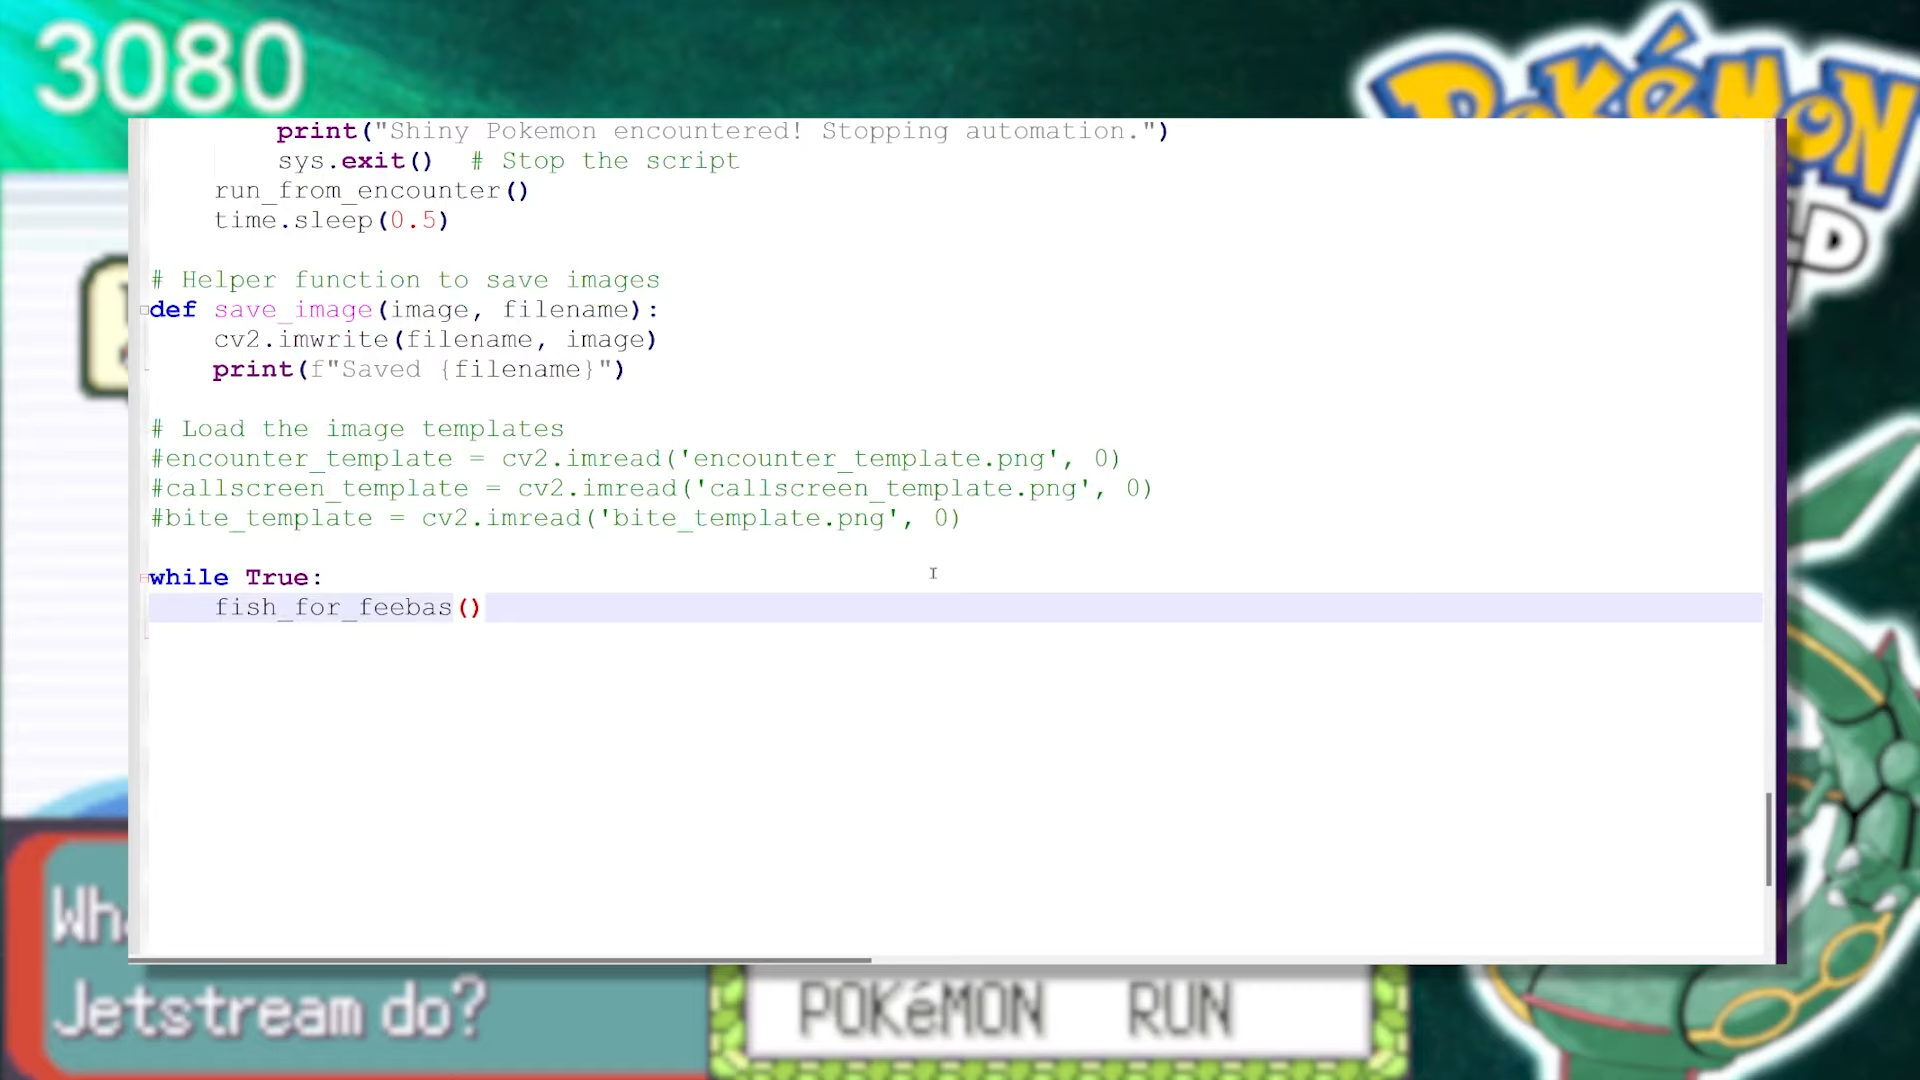 3080
POKéMON
print("Shiny Pokemon encountered! Stopping automation.")
sys.exit()  # Stop the script
run_from_encounter()
time.sleep(0.5)
# Helper function to save images
def save_image(image, filename):
cv2.imwrite(filename, image)
print(f"Saved {filename}")
# Load the image templates
#encounter_template = cv2.imread('encounter_template.png', 0)
#callscreen_template = cv2.imread('callscreen_template.png', 0)
#bite_template = cv2.imread('bite_template.png', 0)
while True:
fish_for_feebas()
Jetstream do?
POKéMON RUN